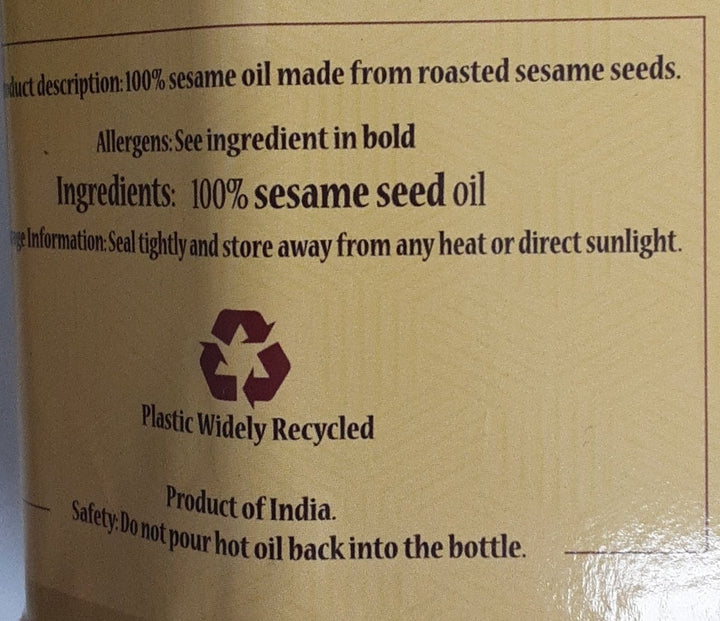 description: 100% sesame oil made from roasted sesame seeds.
Allergens: See ingredient in bold
Ingredients: 100% sesame seed oil
Information: Seal tightly and store away from any heat or direct sunlight.
Plastic Widely Recycled
Product of India.
Safety: Do not pour hot oil back into the bottle.